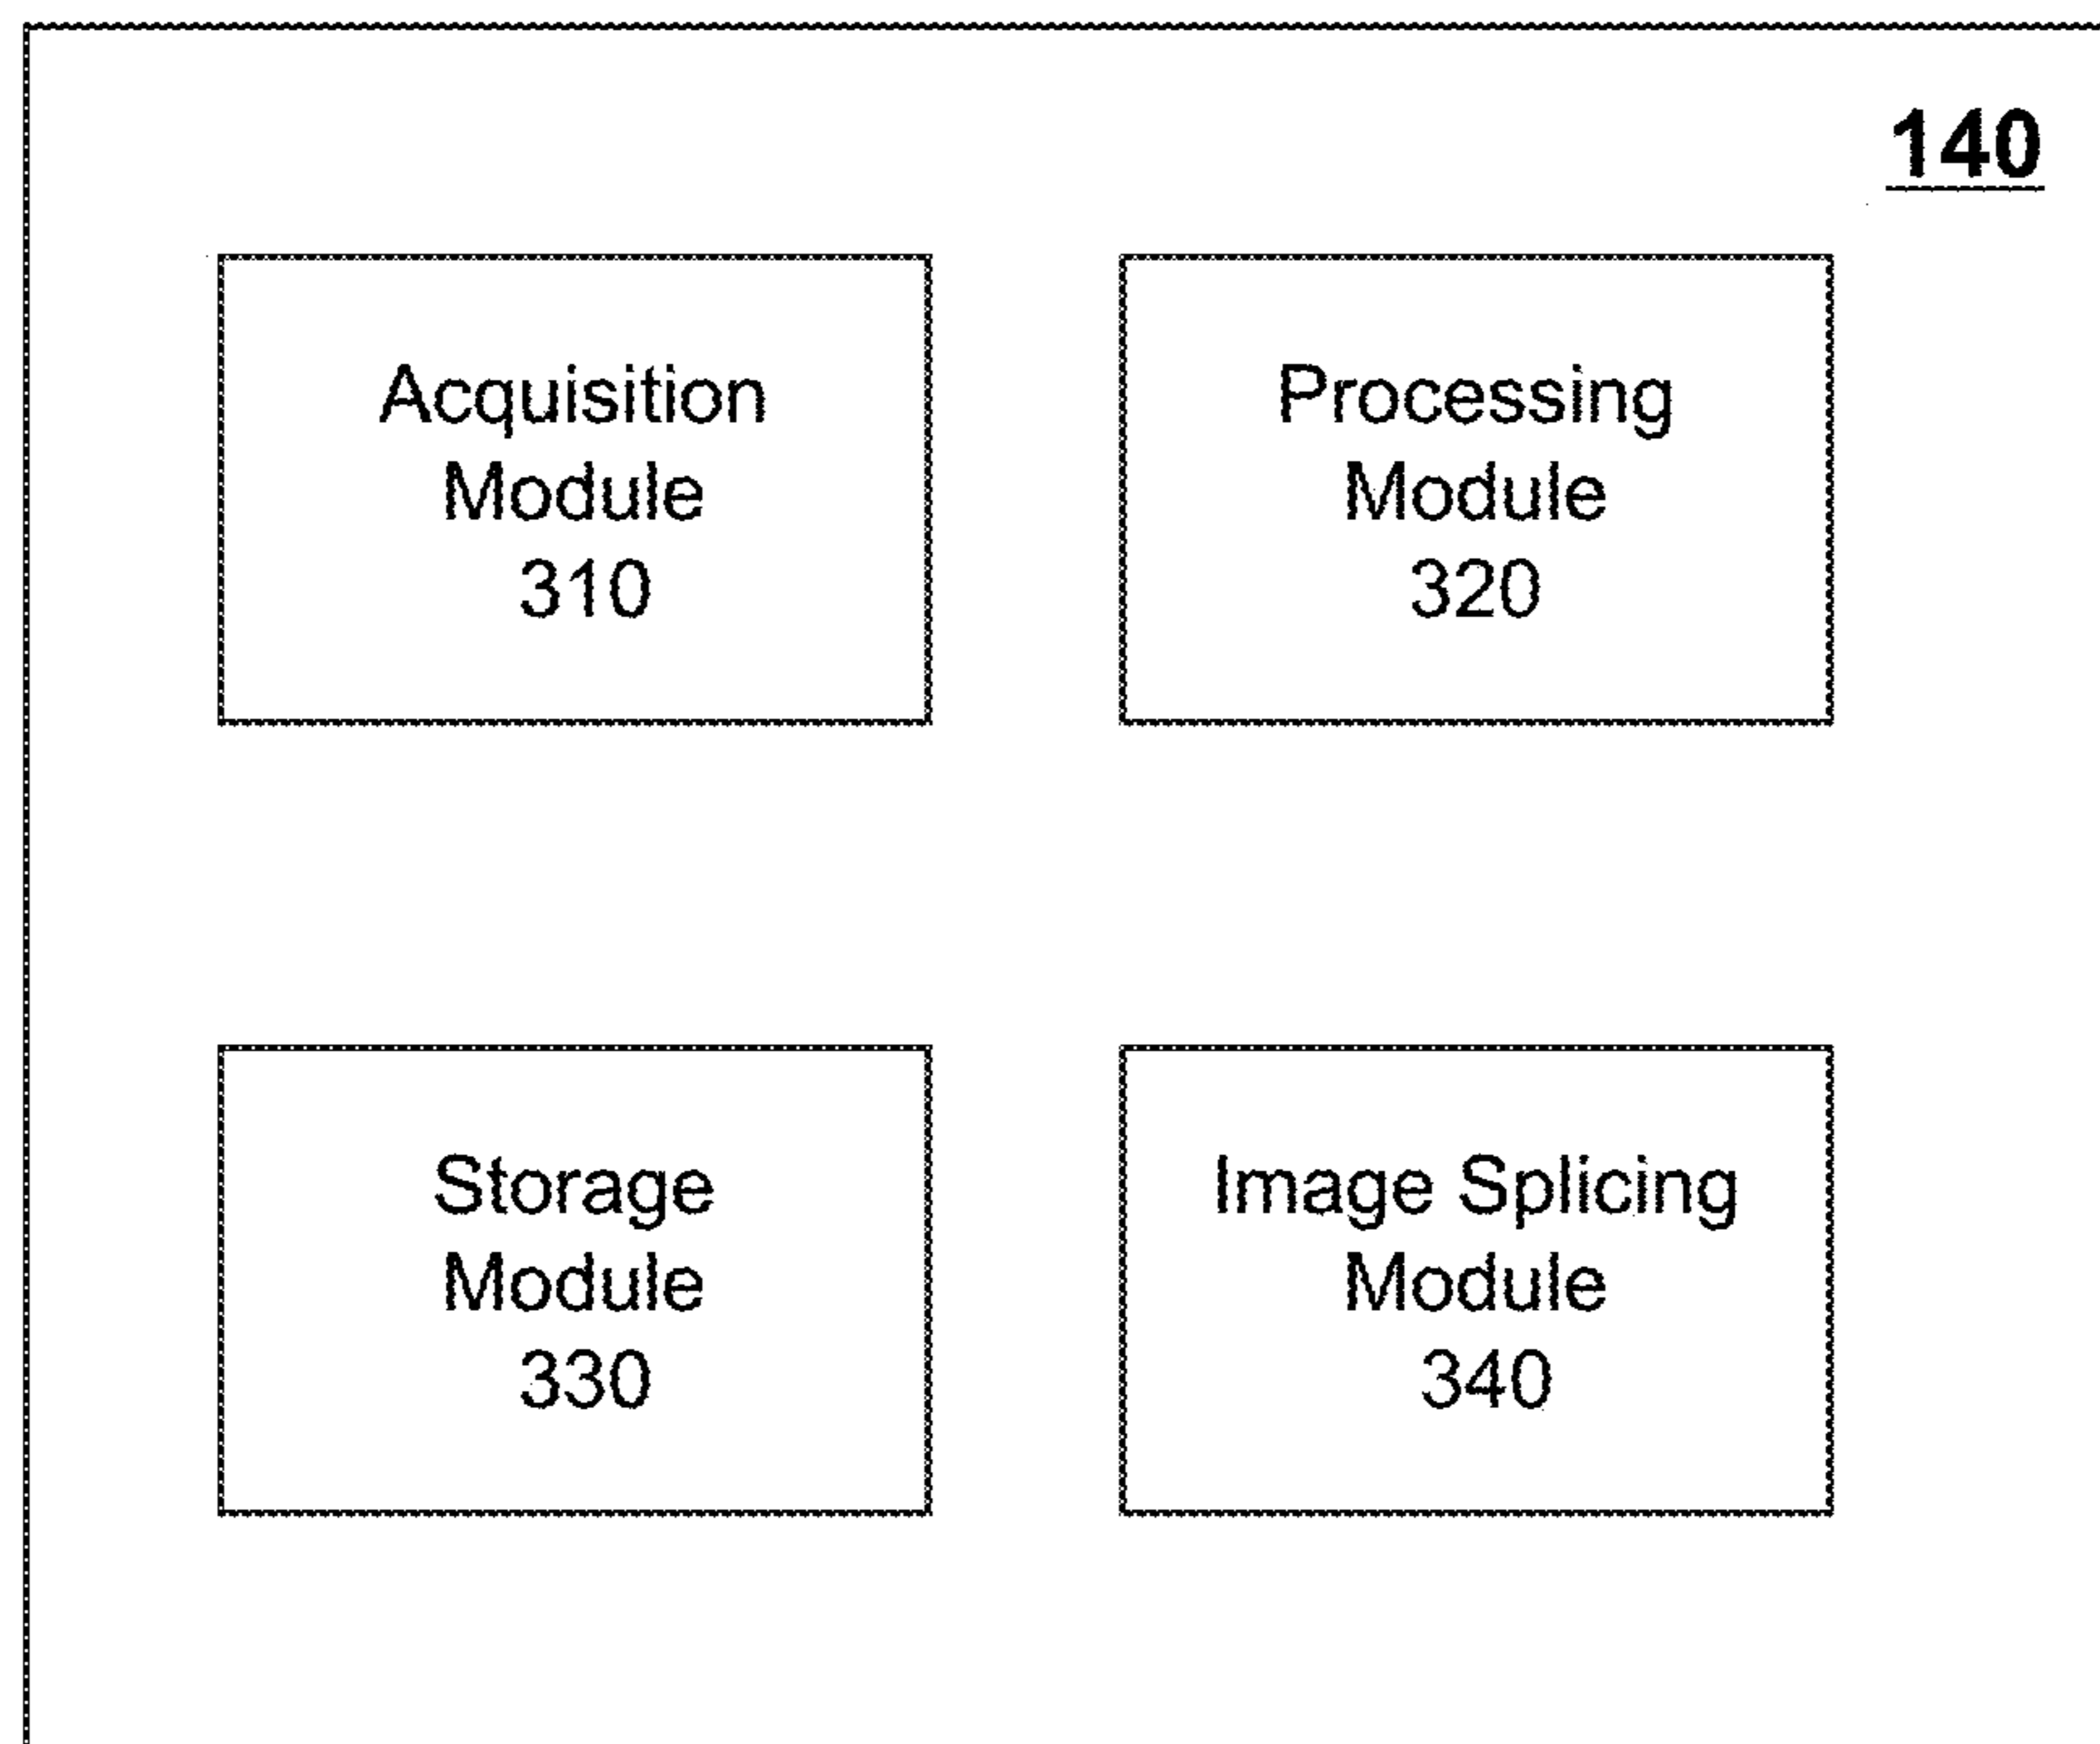 140
Acquisition
Module
310
Processing
Module
320
Storage
Module
330
Image Splicing
Module
340